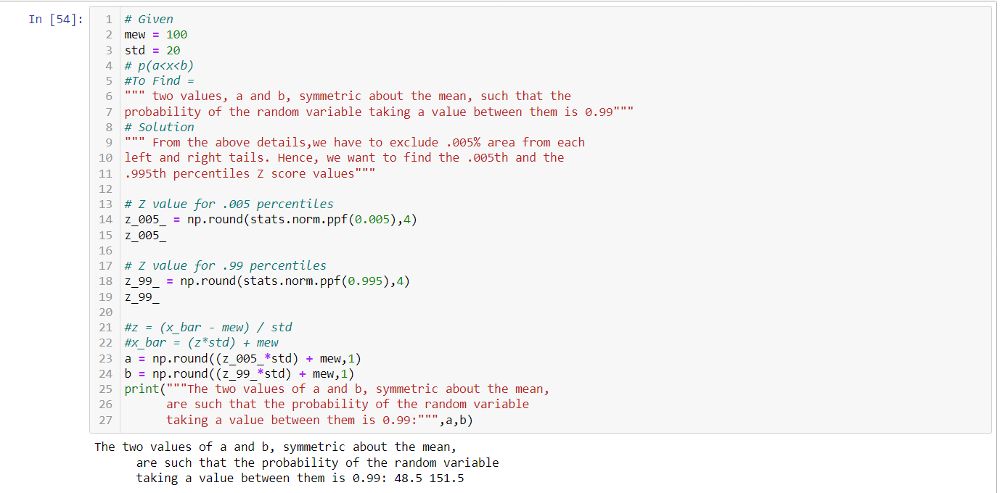 In [54]:
1 # Given
2 mew = 100
3 std = 20
4 # p(a<x<b)
5 #To Find =
6 """ two values, a and b, symmetric about the mean, such that the
7 probability of the random variable taking a value between them is 0.99"""
8 # Solution
9 """ From the above details,we have to exclude .005% area from each
10 left and right tails. Hence, we want to find the .005th and the
11 .995th percentiles Z score values"""
12
13 # Z value for .005 percentiles
14 z_005_ = np.round(stats.norm.ppf(0.005),4)
15 z_005_
16
17 # Z value for .99 percentiles
18 z_99_ = np.round(stats.norm.ppf(0.995),4)
19 z_99_
20
21 #z = (x_bar - mew) / std
22 #x_bar = (z*std) + mew
23 a = np.round((z_005_*std) + mew,1)
24 b = np.round((z_99_*std) + mew,1)
25 print("""The two values of a and b, symmetric about the mean,
26       are such that the probability of the random variable
27       taking a value between them is 0.99:""",a,b)
The two values of a and b, symmetric about the mean,
      are such that the probability of the random variable
      taking a value between them is 0.99: 48.5 151.5